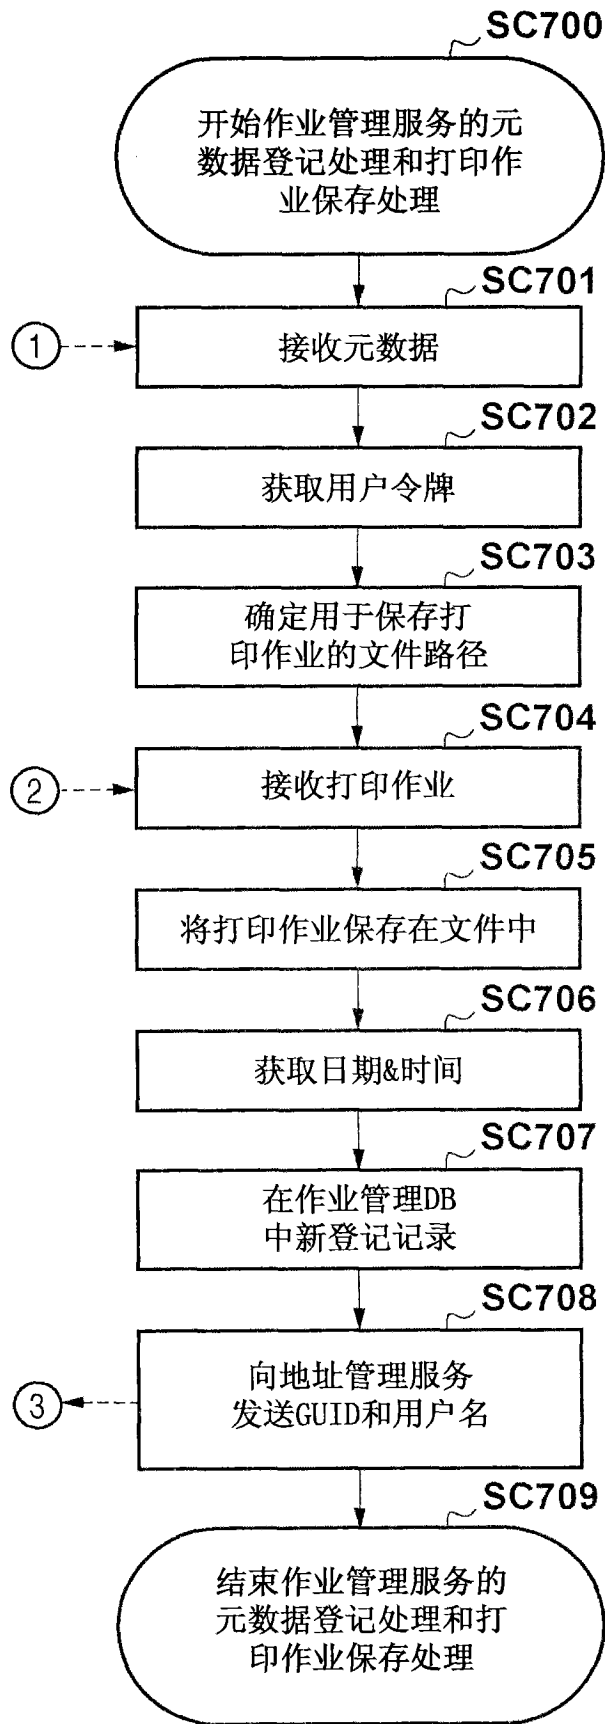 SC700
开始作业管理服务的元
数据登记处理和打印作
业保存处理
SC701
1
接收元数据
SC702
获取用户令牌
SC703
确定用于保存打
印作业的文件路径
SC704
2
接收打印作业
SC705
将打印作业保存在文件中
SC706
获取日期&时间
SC707
在作业管理DB
中新登记记录
SC708
3
向地址管理服务
发送GUID和用户名
SC709
结束作业管理服务的
元数据登记处理和打
印作业保存处理